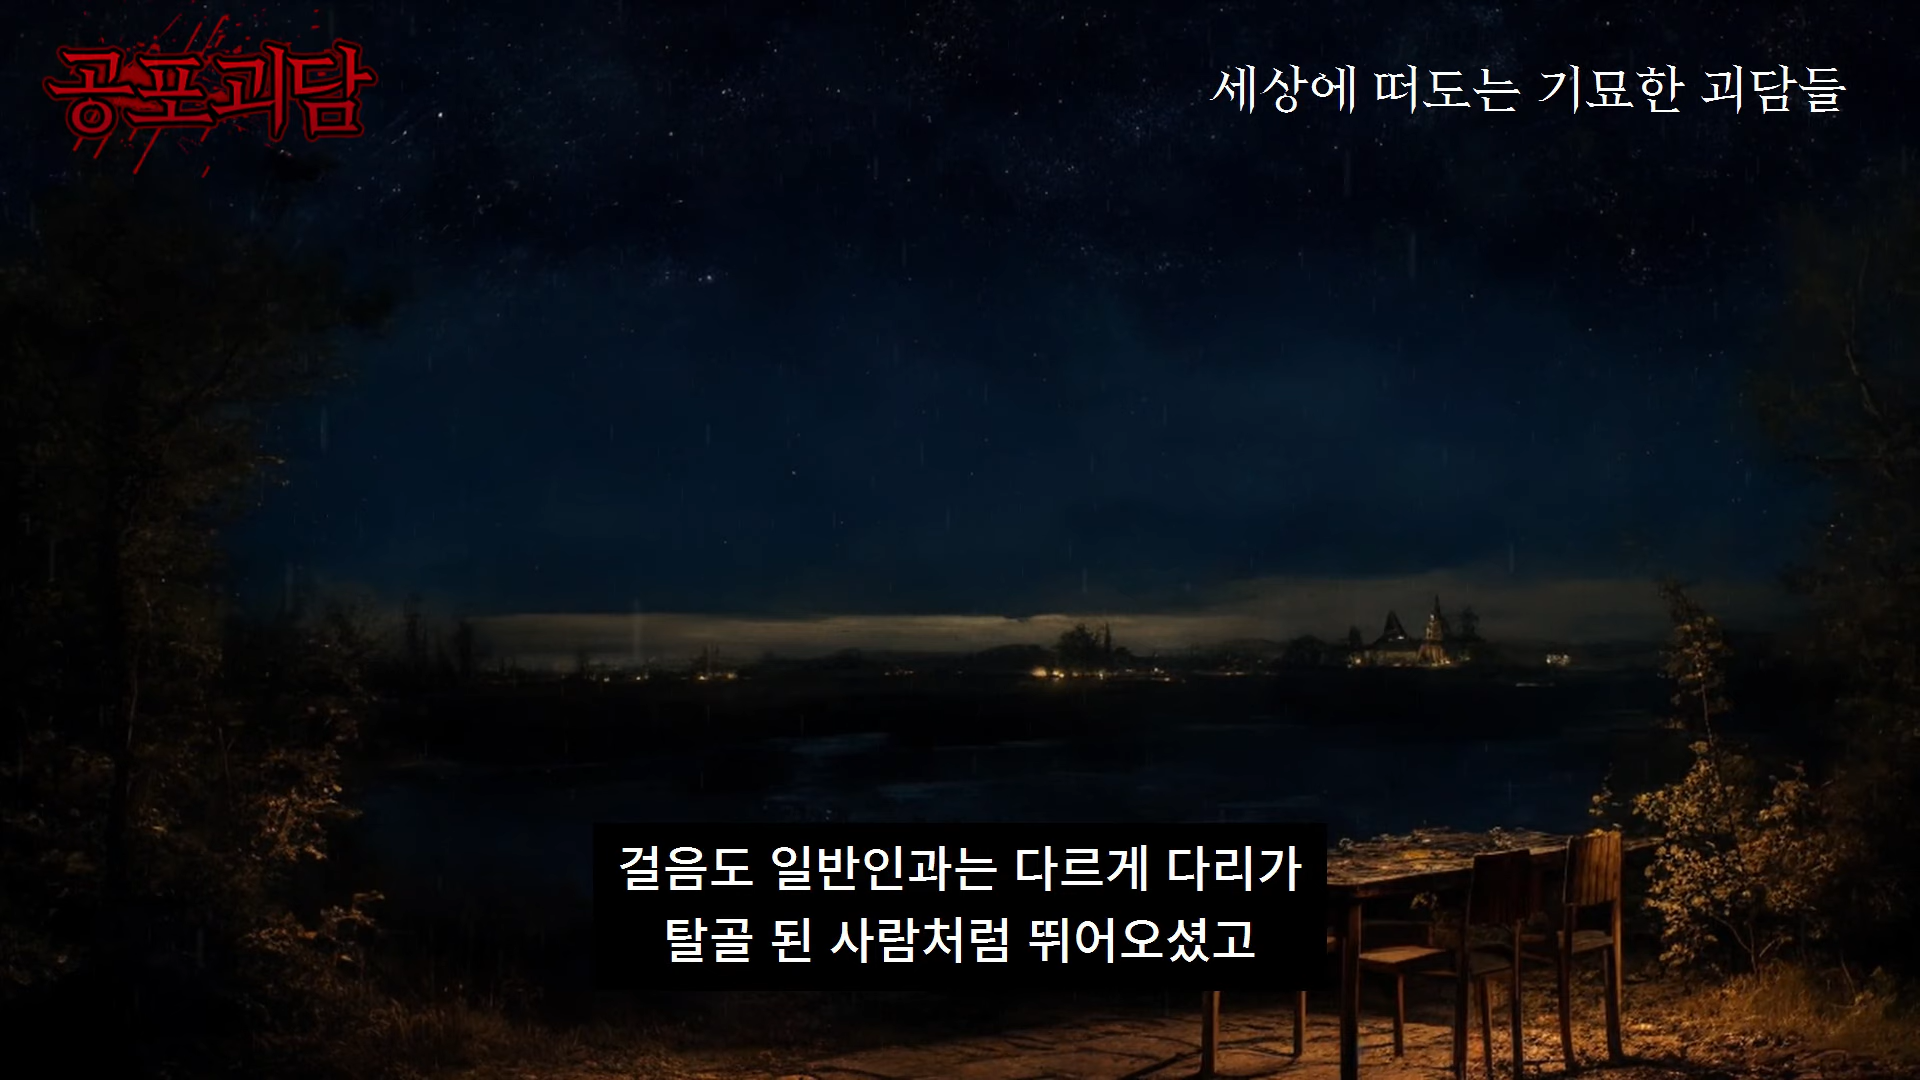 공포괴담
세상에 떠도는 기묘한 괴담들
걸음도 일반인과는 다르게 다리가
탈골 된 사람처럼 뛰어오셨고